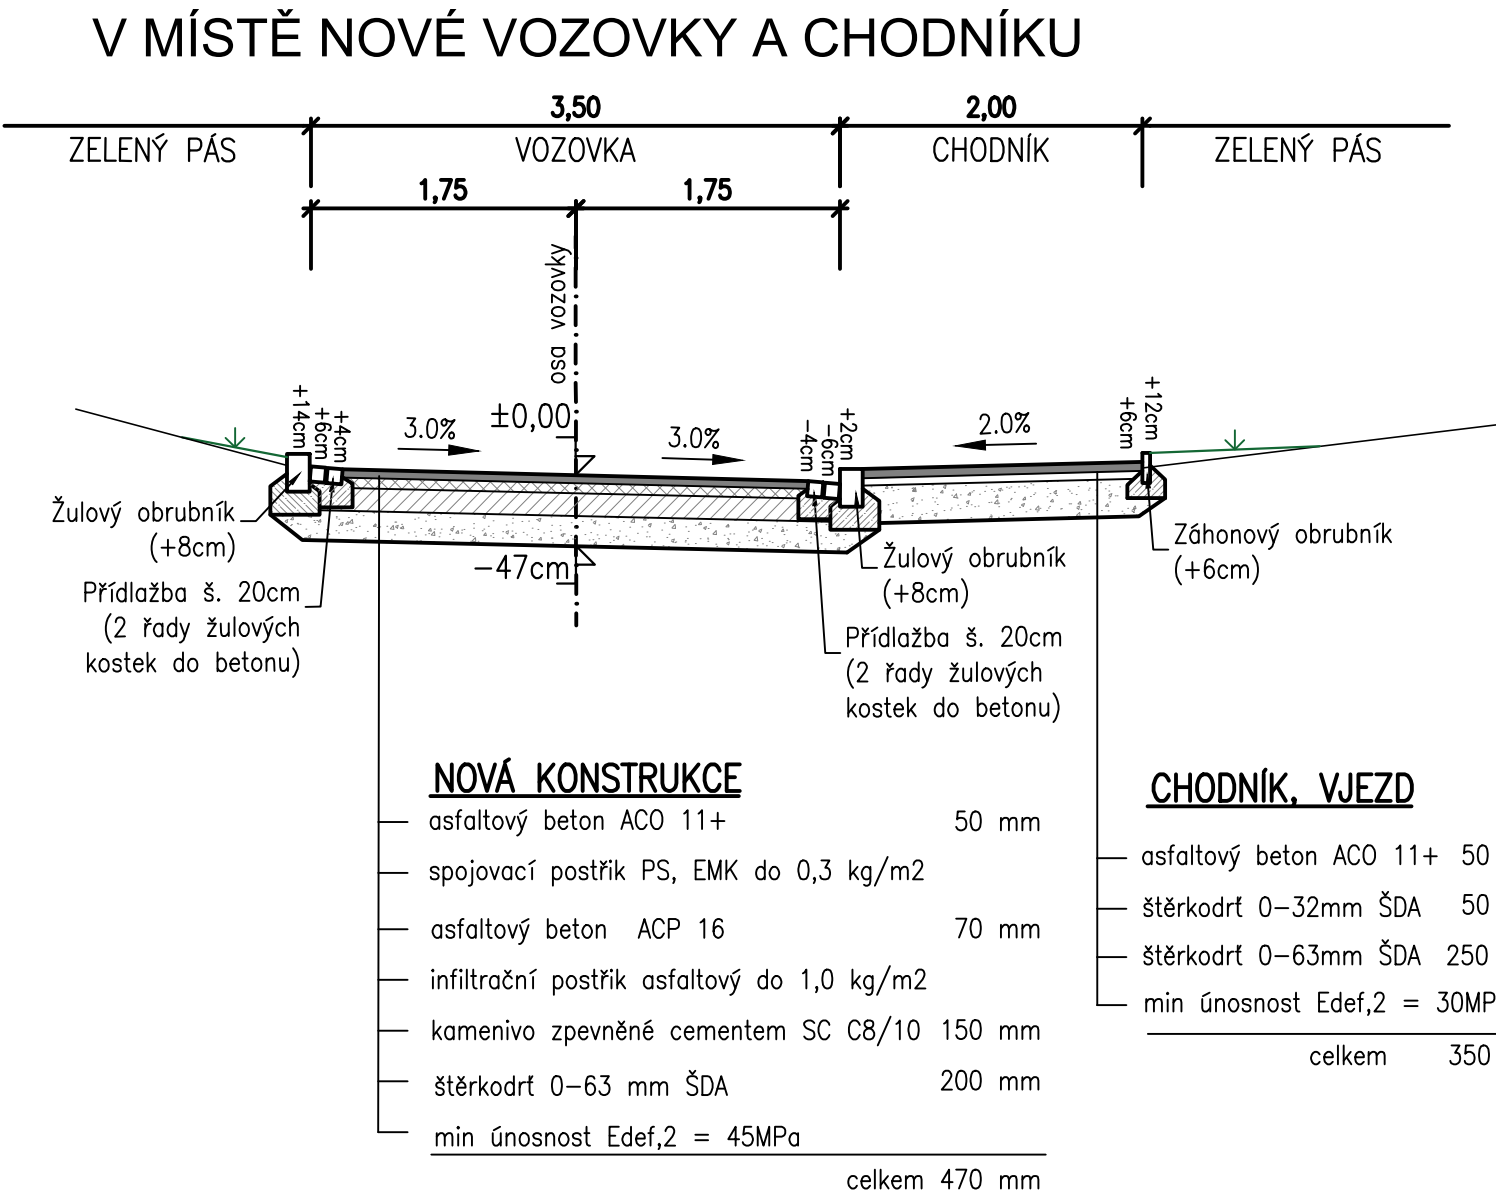 V MÍSTĚ NOVÉ VOZOVKY A CHODNÍKU
3,50 2,00
ZELENÝ PÁS VOZOVKA CHODNÍK ZELENÝ PÁS
1,75 1,75
osa vozovky
+14cm
+6cm
+4cm
3.0%
±0,00
3.0%
-4cm
-6cm
+2cm
2.0%
+6cm
+12cm
Žulový obrubník
(+8cm)
Přídlažba š. 20cm
(2 řady žulových
kostek do betonu)
-47cm
Žulový obrubník
(+8cm)
Přídlažba š. 20cm
(2 řady žulových
kostek do betonu)
Záhonový obrubník
(+6cm)
NOVÁ KONSTRUKCE
asfaltový beton ACO 11+ 50 mm
spojovací postřik PS, EMK do 0,3 kg/m2
asfaltový beton ACP 16 70 mm
infiltrační postřik asfaltový do 1,0 kg/m2
kamenivo zpevněné cementem SC C8/10 150 mm
štěrkodrť 0-63 mm ŠDA 200 mm
min únosnost Edef,2 = 45MPa
celkem 470 mm
CHODNÍK, VJEZD
asfaltový beton ACO 11+ 50
štěrkodrť 0-32mm ŠDA 50
štěrkodrť 0-63mm ŠDA 250
min únosnost Edef,2 = 30MP
celkem 350